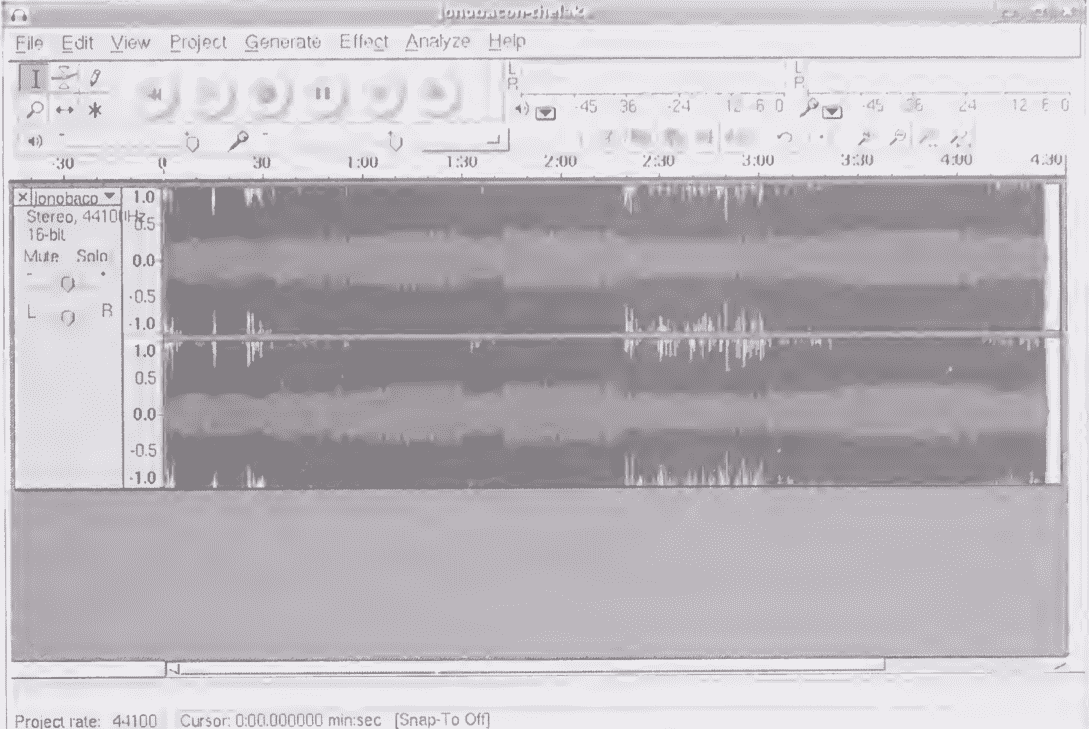 File Edit View Project Generate Effect Analyze Help
L
R
-45 36 -24 12 -6 0
L
R
-45 36 24 12 6 0
-30 0 30 1:00 1:30 2:00 2:30 3:00 3:30 4:00 4:30
jonobaco 1.0
Stereo, 44100Hz
0.5
16-bit
Mute Solo
0.0
- +
-0.5
L R
-1.0
1.0
0.5
0.0
-0.5
-1.0
Project rate: 44100 Cursor: 0:00.000000 min:sec [Snap-To Off]